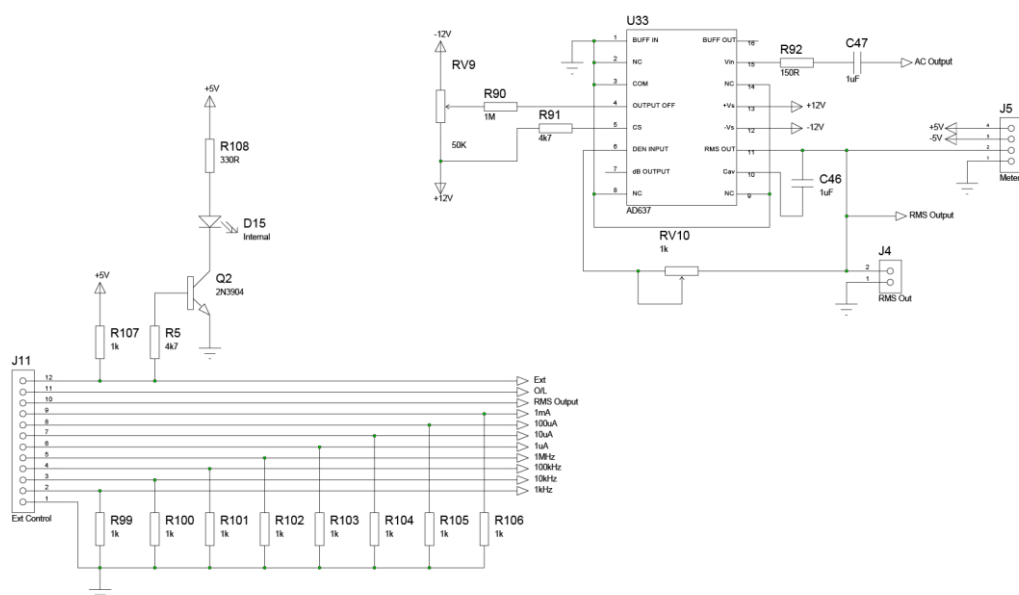 U33
-12V
RV9
50K
+12V
R90
1M
R91
4k7
1 BUFF IN BUFF OUT 16
2 NC Vin 15
3 COM NC 14
4 OUTPUT OFF +Vs 13
5 CS -Vs 12
6 DEN INPUT RMS OUT 11
7 dB OUTPUT Cav 10
8 NC NC 9
AD637
R92
150R
C47
1uF
AC Output
+12V
-12V
C46
1uF
J5
+5V 4
-5V 3
2
1
Meter
RMS Output
RV10
1k
J4
2
1
RMS Out
+5V
R108
330R
D15
Internal
Q2
2N3904
+5V
R107
1k
R5
4k7
J11
12 Ext
11 O/L
10 RMS Output
9 1mA
8 100uA
7 10uA
6 1uA
5 1MHz
4 100kHz
3 10kHz
2 1kHz
1
Ext Control
R99 R100 R101 R102 R103 R104 R105 R106
1k 1k 1k 1k 1k 1k 1k 1k